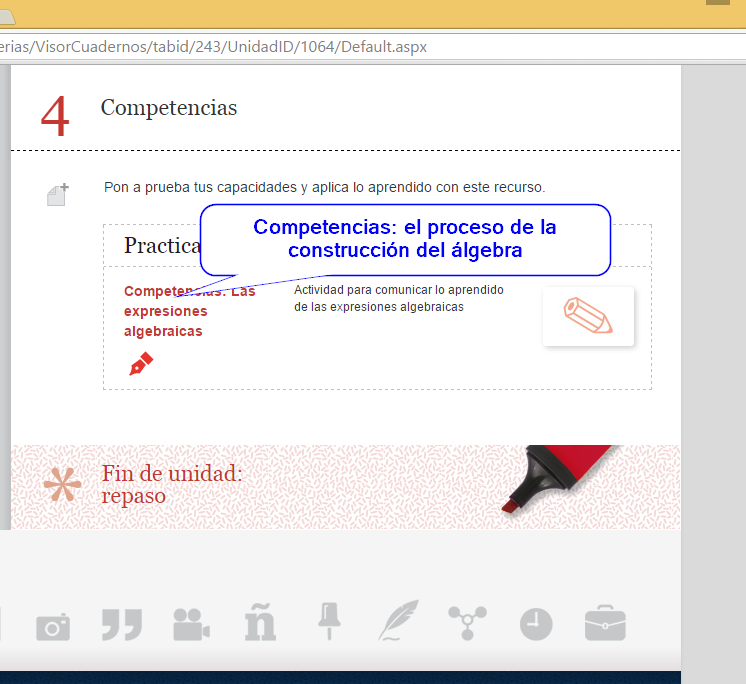 erias/VisorCuadernos/tabid/243/UnidadID/1064/Default.aspx
4 Competencias
Pon a prueba tus capacidades y aplica lo aprendido con este recurso.
Practica
Competencias: el proceso de la
construcción del álgebra
Competencias: Las
expresiones
algebraicas
Actividad para comunicar lo aprendido
de las expresiones algebraicas
* Fin de unidad:
repaso
ñ